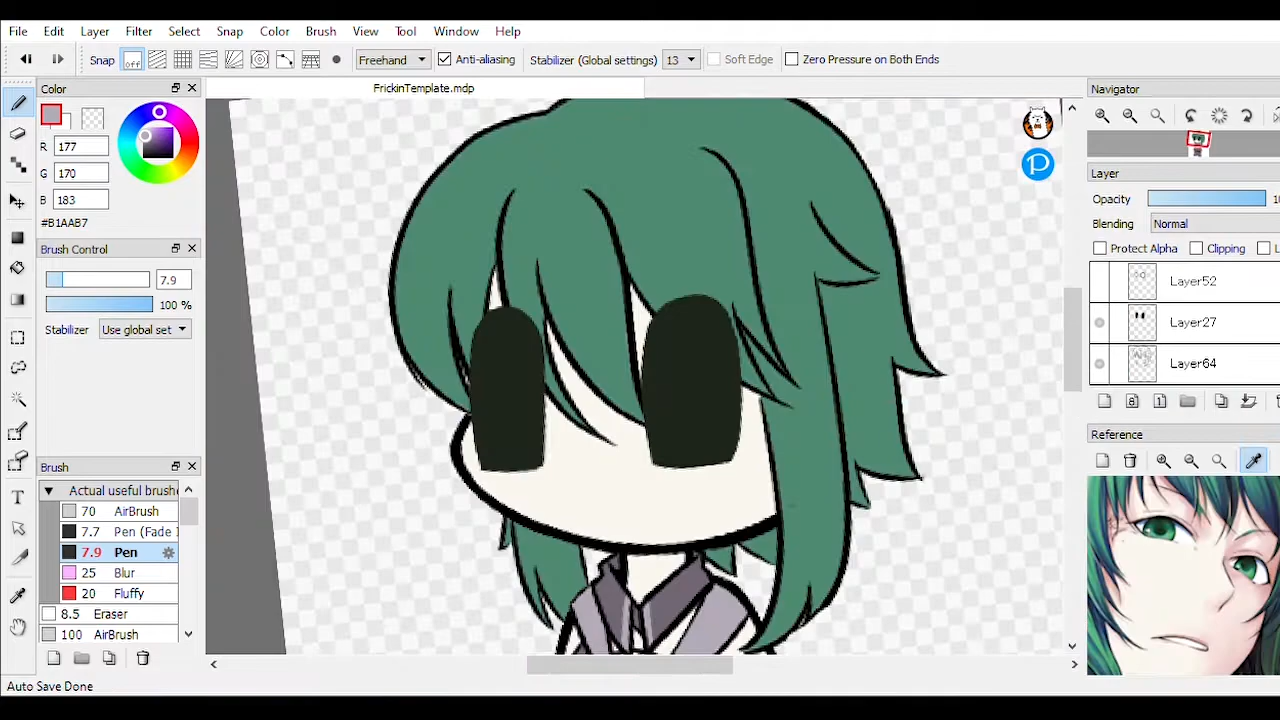 File Edit Layer Filter Select Snap Color Brush View Tool Window Help
Snap off Freehand Anti-aliasing Stabilizer (Global settings) 13 Soft Edge Zero Pressure on Both Ends
Color
FrickinTemplate.mdp
Navigator
R 177
G 170
B 183
#B1AAB7
Layer
Opacity
Blending Normal
Protect Alpha Clipping L
Brush Control
7.9
100 %
Stabilizer Use global set
Layer52
Layer27
Layer64
Reference
Brush
Actual useful brushe
70 AirBrush
7.7 Pen (Fade
7.9 Pen
25 Blur
20 Fluffy
8.5 Eraser
100 AirBrush
Auto Save Done